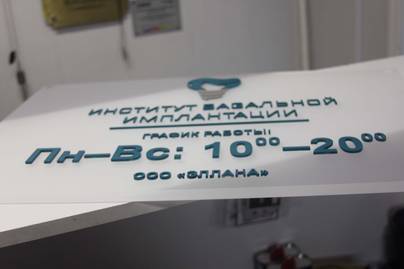 ИНСТИТУТ БАЗАЛЬНОЙ
ИМПЛАНТАЦИИ
ГРАФИК РАБОТЫ:
Пн—Вс: 10⁰⁰—20⁰⁰
ООО «ЭЛЛАНА»